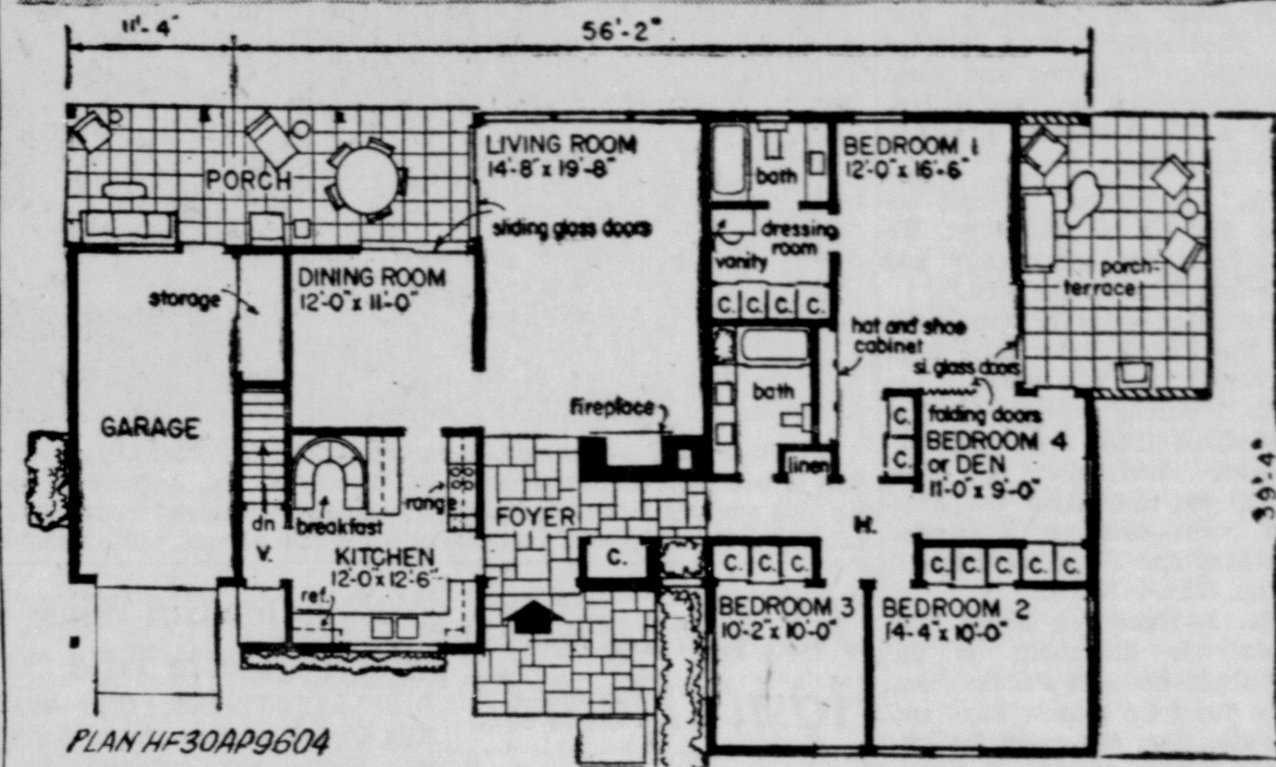 11'-4"
56'-2"
PORCH
LIVING ROOM
14'-8" x 19'-8"
sliding glass doors
bath
BEDROOM 1
12'-0" x 16'-6"
dressing
room
vanity
C. C. C. C.
porch-
terrace
storage
DINING ROOM
12'-0" x 11'-0"
hat and shoe
cabinet
sl. glass doors
GARAGE
fireplace
bath
linen
C.
C.
folding doors
BEDROOM 4
or DEN
11'-0" x 9'-0"
39'-4"
range
breakfast
FOYER
dn
V.
KITCHEN
12'-0" x 12'-6"
ref.
C.
H.
C. C. C.
C. C. C. C. C.
BEDROOM 3
10'-2" x 10'-0"
BEDROOM 2
14'-4" x 10'-0"
PLAN HF30AP9604